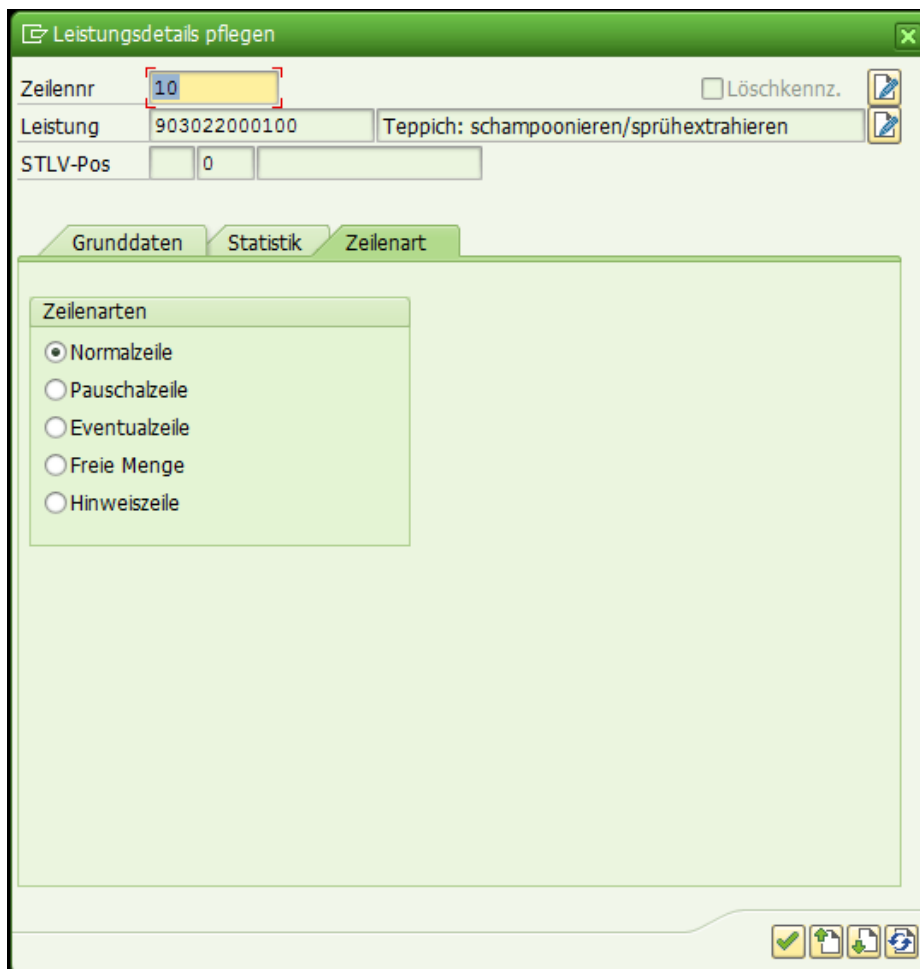 Leistungsdetails pflegen
Zeilennr 10 Löschkennz.
Leistung 903022000100 Teppich: schampoonieren/sprühextrahieren
STLV-Pos 0
Grunddaten Statistik Zeilenart
Zeilenarten
Normalzeile
Pauschalzeile
Eventualzeile
Freie Menge
Hinweiszeile